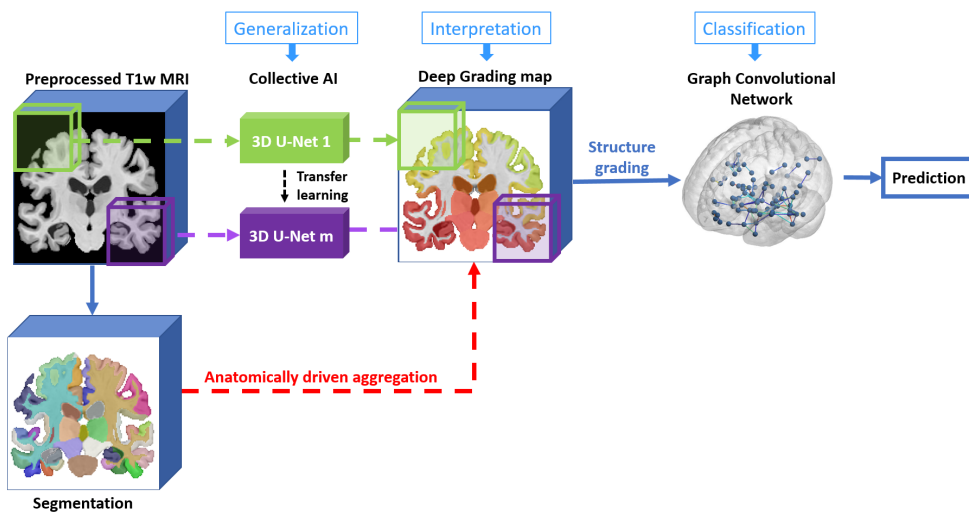 Generalization
Interpretation
Classification
Preprocessed T1w MRI
Collective AI
Deep Grading map
Graph Convolutional
Network
3D U-Net 1
Transfer
learning
3D U-Net m
Structure
grading
Prediction
Anatomically driven aggregation
Segmentation